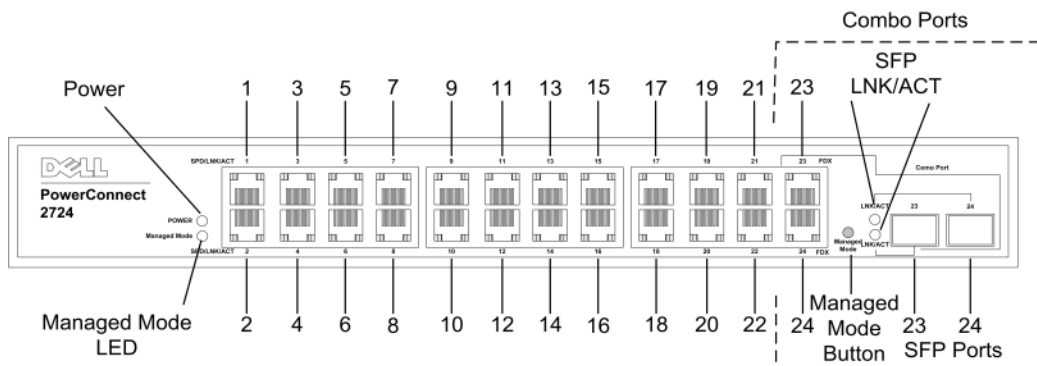 Combo Ports
SFP
LNK/ACT
Power
1 3 5 7 9 11 13 15 17 19 21 23
DELL
PowerConnect
2724
SPD/LNK/ACT 1 3 5 7 9 11 13 15 17 19 21 23 FDX
Como Port
LNK/ACT 23 24
POWER
Managed Mode
Managed
Mode
LNK/ACT
SPD/LNK/ACT 2 4 6 8 10 12 14 16 18 20 22 24 FDX
Managed Mode
LED
2 4 6 8 10 12 14 16 18 20 22 24
Managed
Mode
Button
23 24
SFP Ports